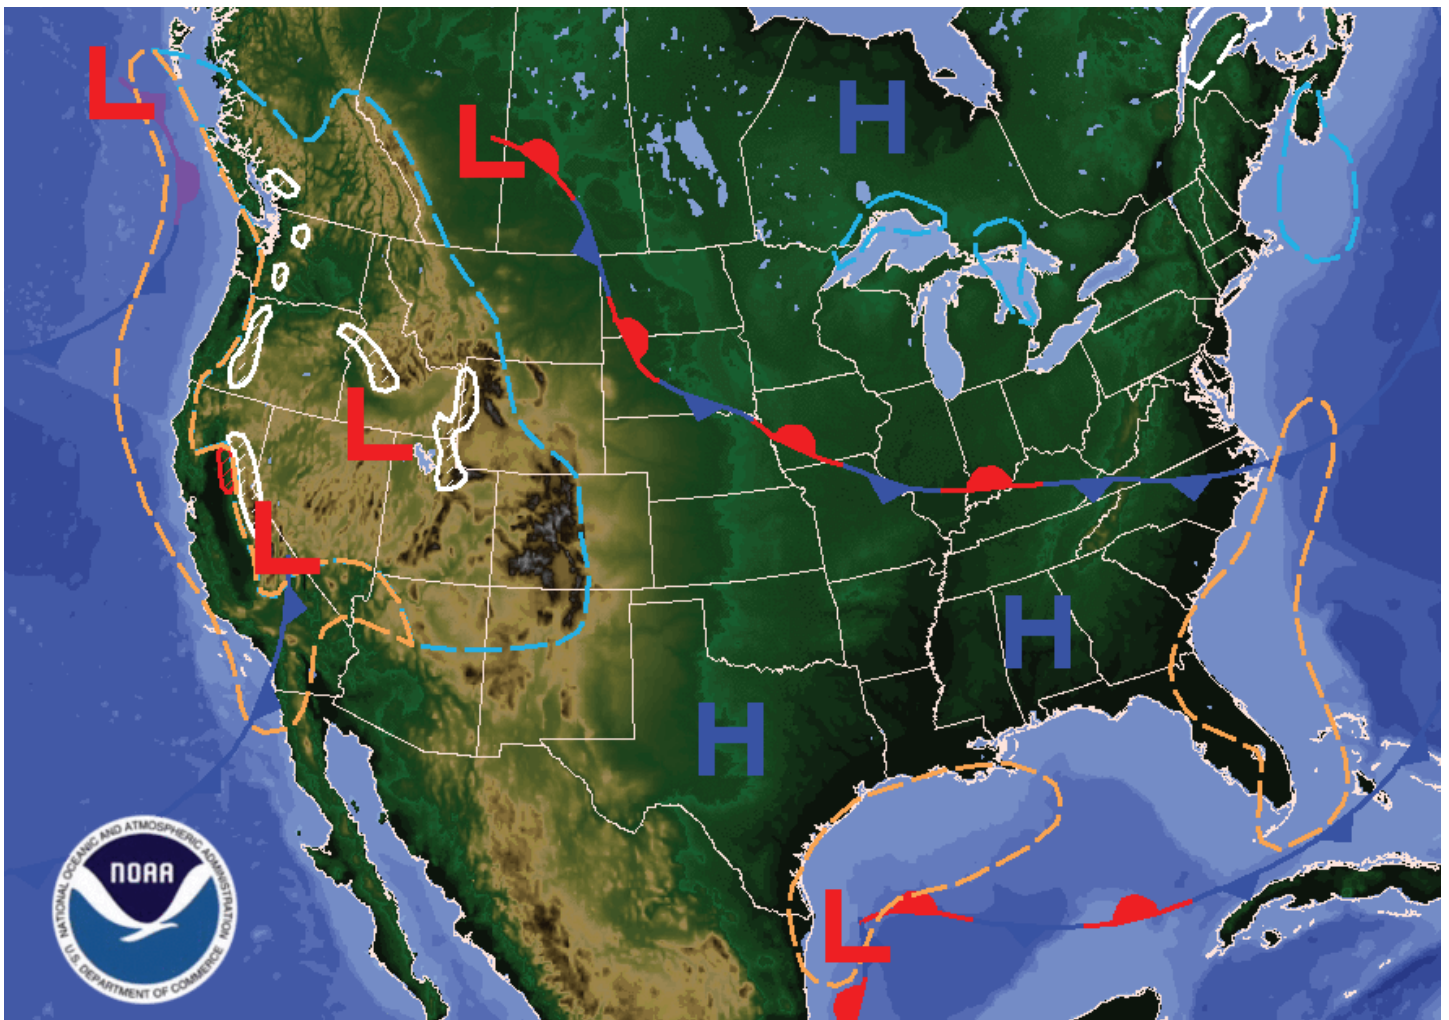 L
L
H
L
L
H
H
L
NATIONAL OCEANIC AND ATMOSPHERIC ADMINISTRATION
NOAA
U.S. DEPARTMENT OF COMMERCE